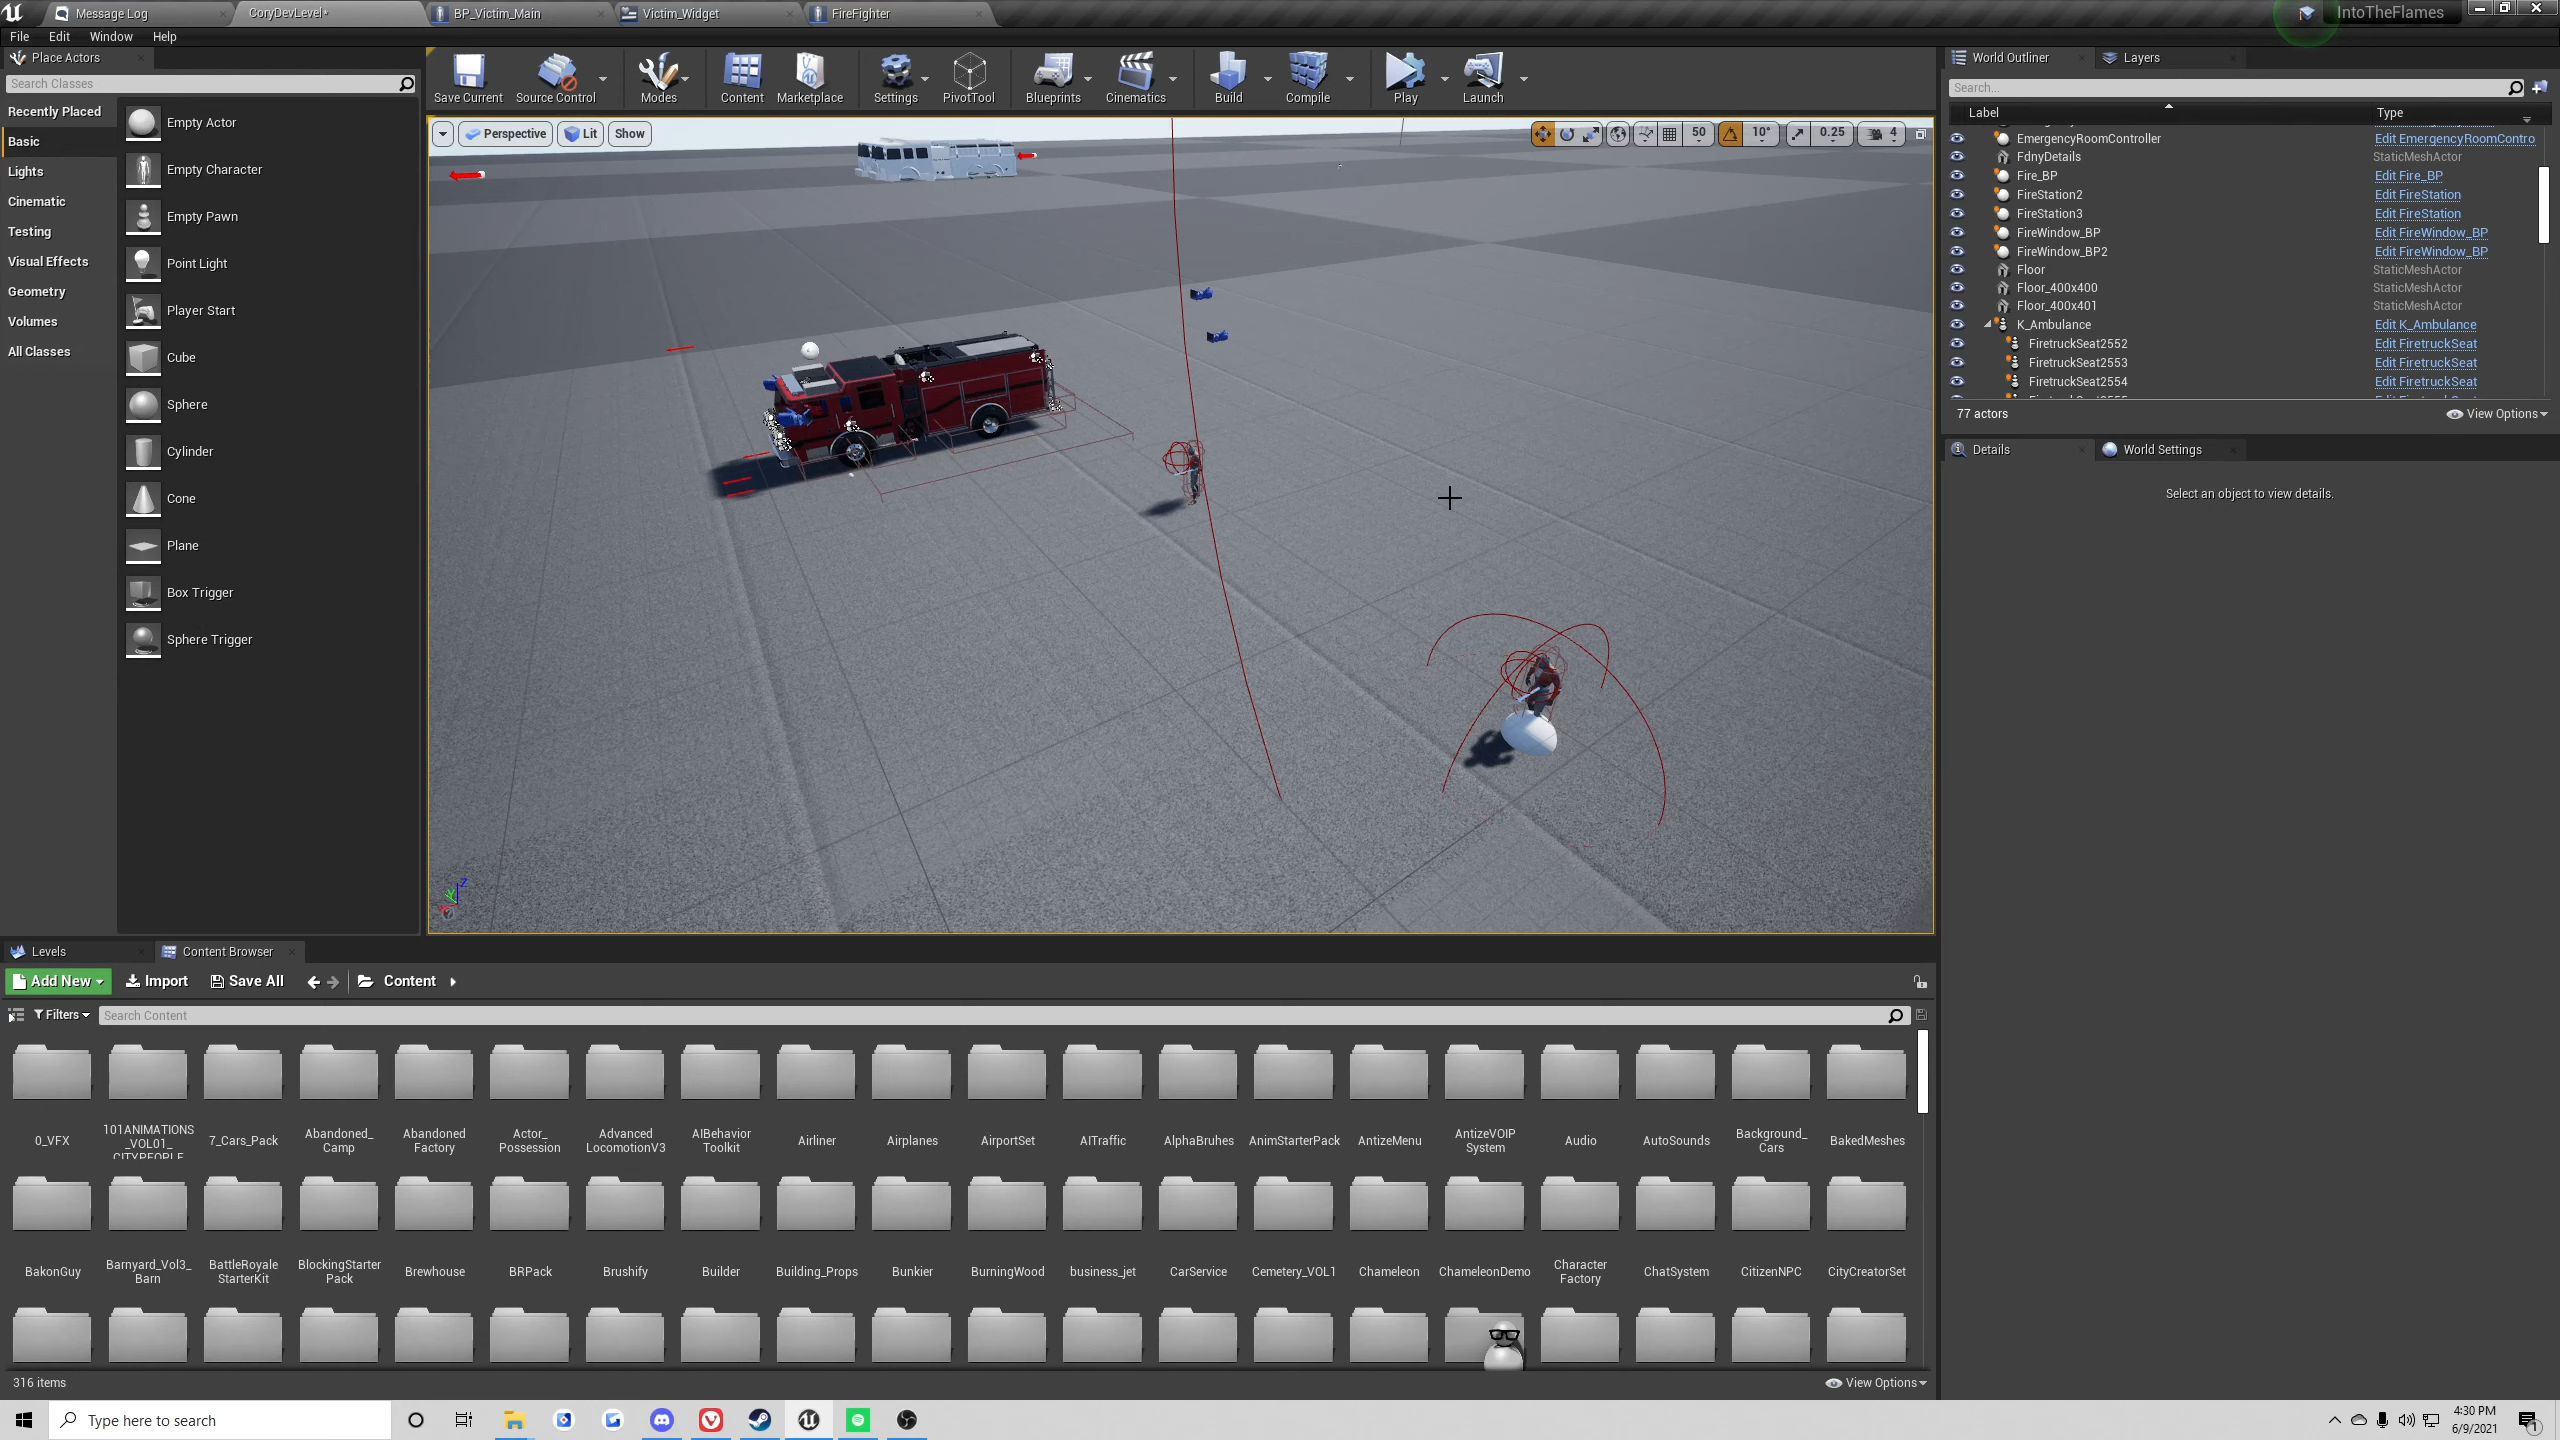 Message Log
CoryDevLevel*
BP_Victim_Main
Victim_Widget
FireFighter
IntoTheFlames
File
Edit
Window
Help
Place Actors
Search Classes
Recently Placed
Basic
Lights
Cinematic
Testing
Visual Effects
Geometry
Volumes
All Classes
Empty Actor
Empty Character
Empty Pawn
Point Light
Player Start
Cube
Sphere
Cylinder
Cone
Plane
Box Trigger
Sphere Trigger
Save Current
Source Control
Modes
Content
Marketplace
Settings
PivotTool
Blueprints
Cinematics
Build
Compile
Play
Launch
Perspective
Lit
Show
50
10°
0.25
4
Z
Y
World Outliner
Layers
Search...
Label
Type
EmergencyRoomController
Edit EmergencyRoomContro
FdnyDetails
StaticMeshActor
Fire_BP
Edit Fire_BP
FireStation2
Edit FireStation
FireStation3
Edit FireStation
FireWindow_BP
Edit FireWindow_BP
FireWindow_BP2
Edit FireWindow_BP
Floor
StaticMeshActor
Floor_400x400
StaticMeshActor
Floor_400x401
StaticMeshActor
K_Ambulance
Edit K_Ambulance
FiretruckSeat2552
Edit FiretruckSeat
FiretruckSeat2553
Edit FiretruckSeat
FiretruckSeat2554
Edit FiretruckSeat
77 actors
View Options
Details
World Settings
Select an object to view details.
Levels
Content Browser
Add New
Import
Save All
Content
Filters
Search Content
0_VFX
101ANIMATIONS
_VOL01_
CITYPEOPLE
7_Cars_Pack
Abandoned_
Camp
Abandoned
Factory
Actor_
Possession
Advanced
LocomotionV3
AIBehavior
Toolkit
Airliner
Airplanes
AirportSet
AITraffic
AlphaBruhes
AnimStarterPack
AntizeMenu
AntizeVOIP
System
Audio
AutoSounds
Background_
Cars
BakedMeshes
BakonGuy
Barnyard_Vol3_
Barn
BattleRoyale
StarterKit
BlockingStarter
Pack
Brewhouse
BRPack
Brushify
Builder
Building_Props
Bunkier
BurningWood
business_jet
CarService
Cemetery_VOL1
Chameleon
ChameleonDemo
Character
Factory
ChatSystem
CitizenNPC
CityCreatorSet
316 items
View Options
Type here to search
4:30 PM
6/9/2021
1